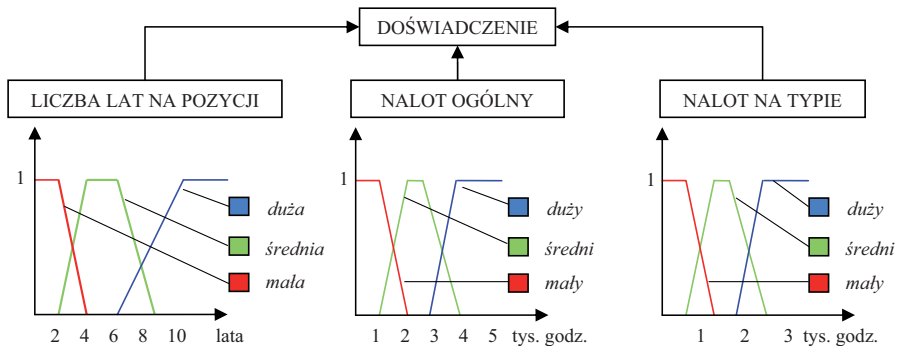 DOŚWIADCZENIE
LICZBA LAT NA POZYCJI
NALOT OGÓLNY
NALOT NA TYPIE
1
duża
średnia
mała
2 4 6 8 10 lata
1
duży
średni
mały
1 2 3 4 5 tys. godz.
1
duży
średni
mały
1 2 3 tys. godz.